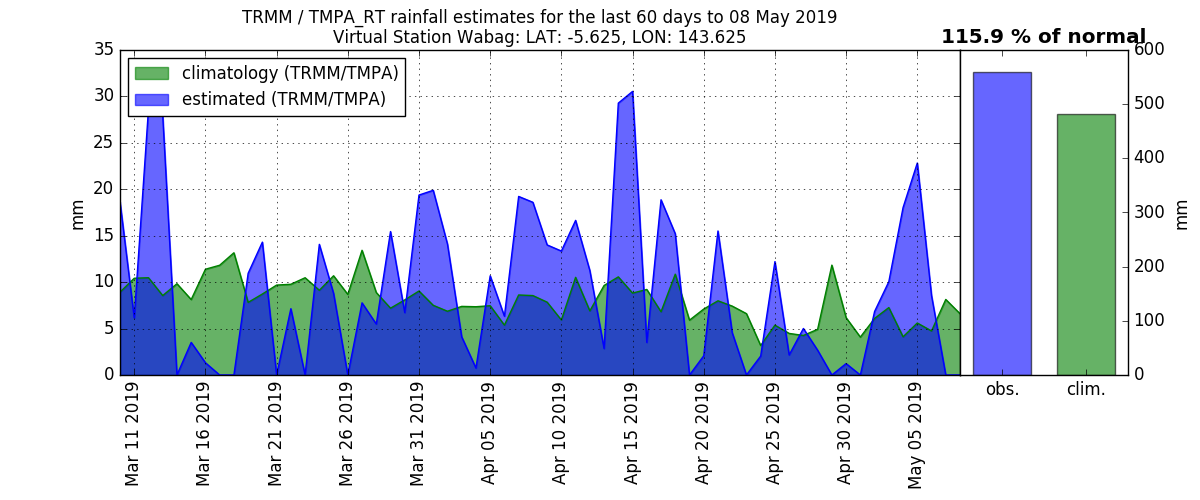 TRMM / TMPA_RT rainfall estimates for the last 60 days to 08 May 2019
Virtual Station Wabag: LAT: -5.625, LON: 143.625
115.9 % of normal
climatology (TRMM/TMPA)
estimated (TRMM/TMPA)
35
30
25
20
15
10
5
0
mm
Mar 11 2019
Mar 16 2019
Mar 21 2019
Mar 26 2019
Mar 31 2019
Apr 05 2019
Apr 10 2019
Apr 15 2019
Apr 20 2019
Apr 25 2019
Apr 30 2019
May 05 2019
obs.
clim.
600
500
400
300
200
100
0
mm